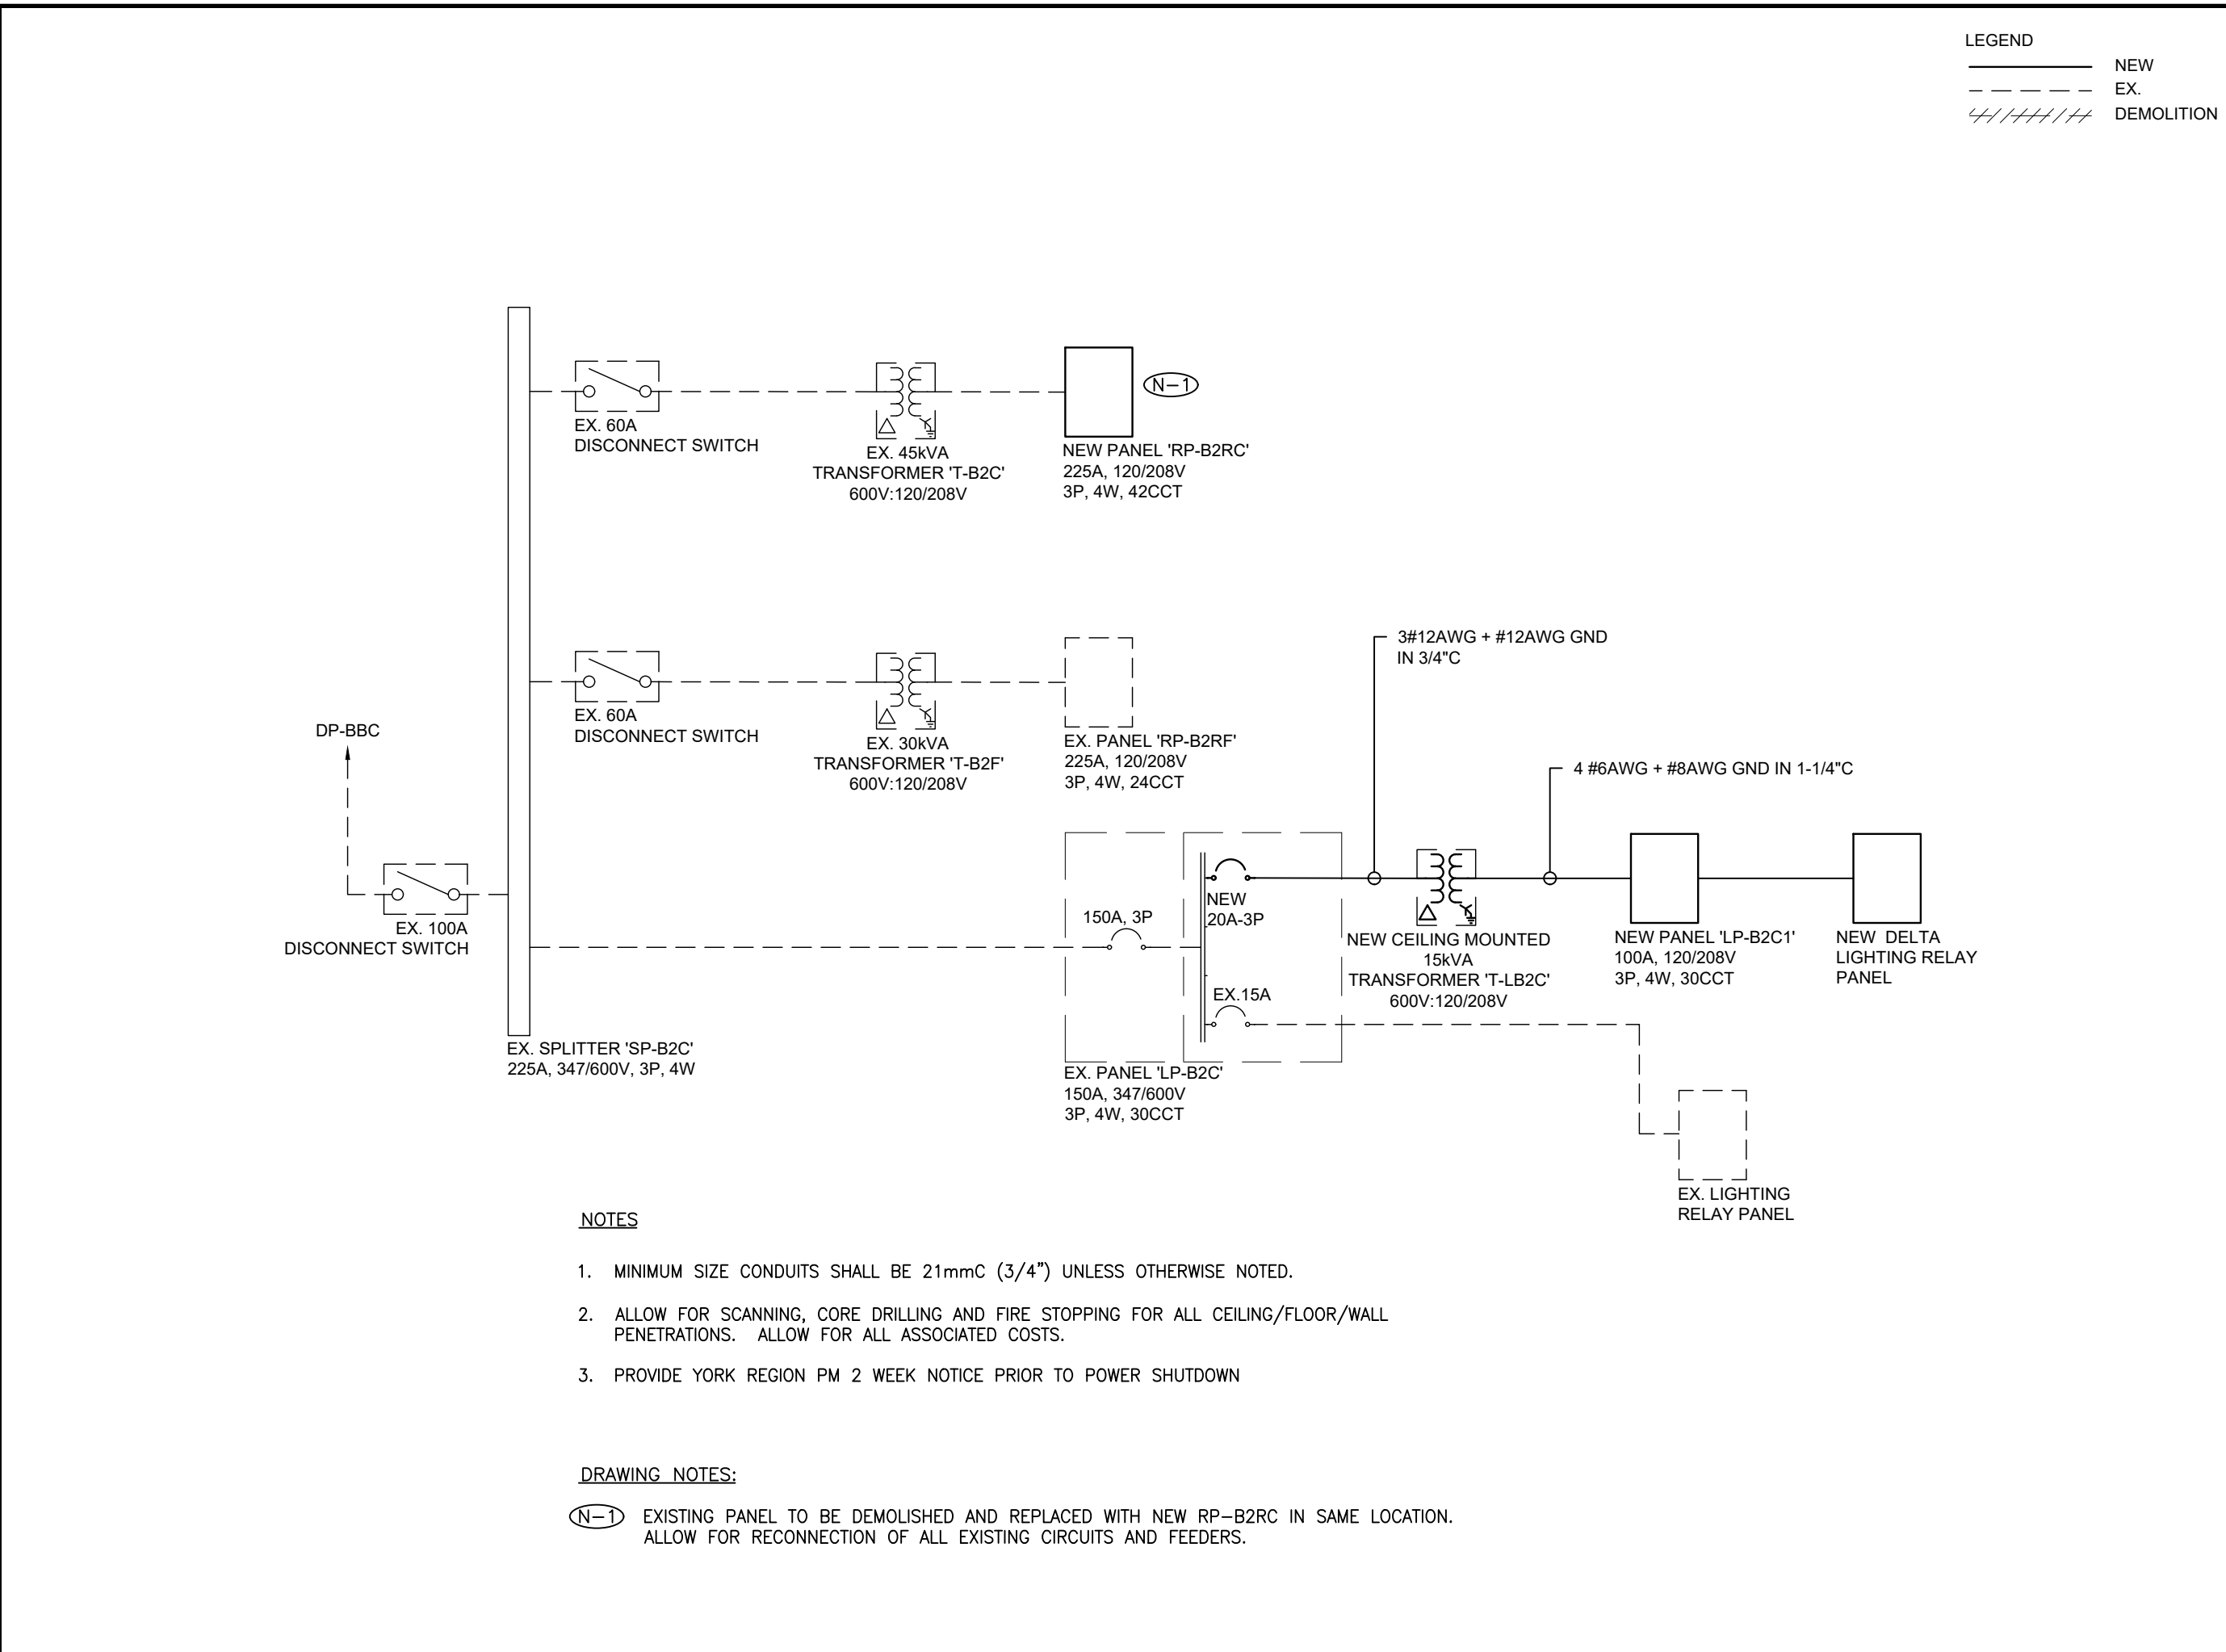 LEGEND
NEW
EX.
DEMOLITION
N-1
EX. 60A
DISCONNECT SWITCH
EX. 45kVA
TRANSFORMER 'T-B2C'
600V:120/208V
NEW PANEL 'RP-B2RC'
225A, 120/208V
3P, 4W, 42CCT
3#12AWG + #12AWG GND
IN 3/4"C
EX. 60A
DISCONNECT SWITCH
EX. 30kVA
TRANSFORMER 'T-B2F'
600V:120/208V
EX. PANEL 'RP-B2RF'
225A, 120/208V
3P, 4W, 24CCT
DP-BBC
4 #6AWG + #8AWG GND IN 1-1/4"C
EX. 100A
DISCONNECT SWITCH
150A, 3P
NEW
20A-3P
NEW CEILING MOUNTED
15kVA
TRANSFORMER 'T-LB2C'
600V:120/208V
NEW PANEL 'LP-B2C1'
100A, 120/208V
3P, 4W, 30CCT
NEW DELTA
LIGHTING RELAY
PANEL
EX.15A
EX. SPLITTER 'SP-B2C'
225A, 347/600V, 3P, 4W
EX. PANEL 'LP-B2C'
150A, 347/600V
3P, 4W, 30CCT
EX. LIGHTING
RELAY PANEL
NOTES
1. MINIMUM SIZE CONDUITS SHALL BE 21mmC (3/4") UNLESS OTHERWISE NOTED.
2. ALLOW FOR SCANNING, CORE DRILLING AND FIRE STOPPING FOR ALL CEILING/FLOOR/WALL
PENETRATIONS. ALLOW FOR ALL ASSOCIATED COSTS.
3. PROVIDE YORK REGION PM 2 WEEK NOTICE PRIOR TO POWER SHUTDOWN
DRAWING NOTES:
N-1 EXISTING PANEL TO BE DEMOLISHED AND REPLACED WITH NEW RP-B2RC IN SAME LOCATION.
ALLOW FOR RECONNECTION OF ALL EXISTING CIRCUITS AND FEEDERS.